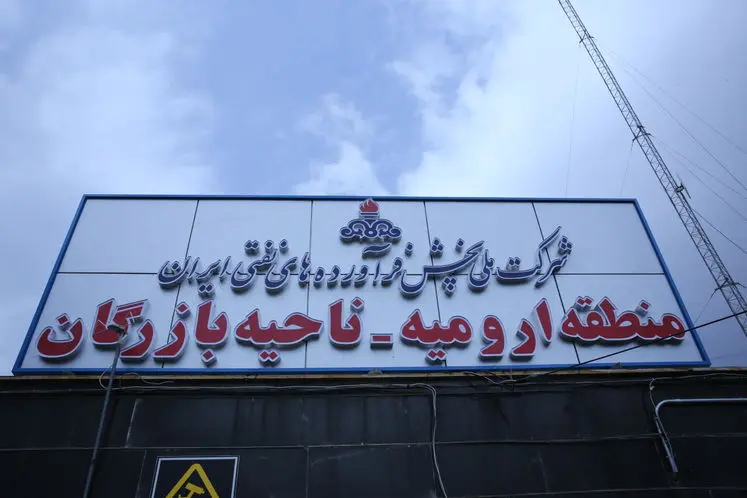 شرکت ملی پخش فرآورده‌های نفتی ایران
منطقه ارومیه - ناحیه بازرگان